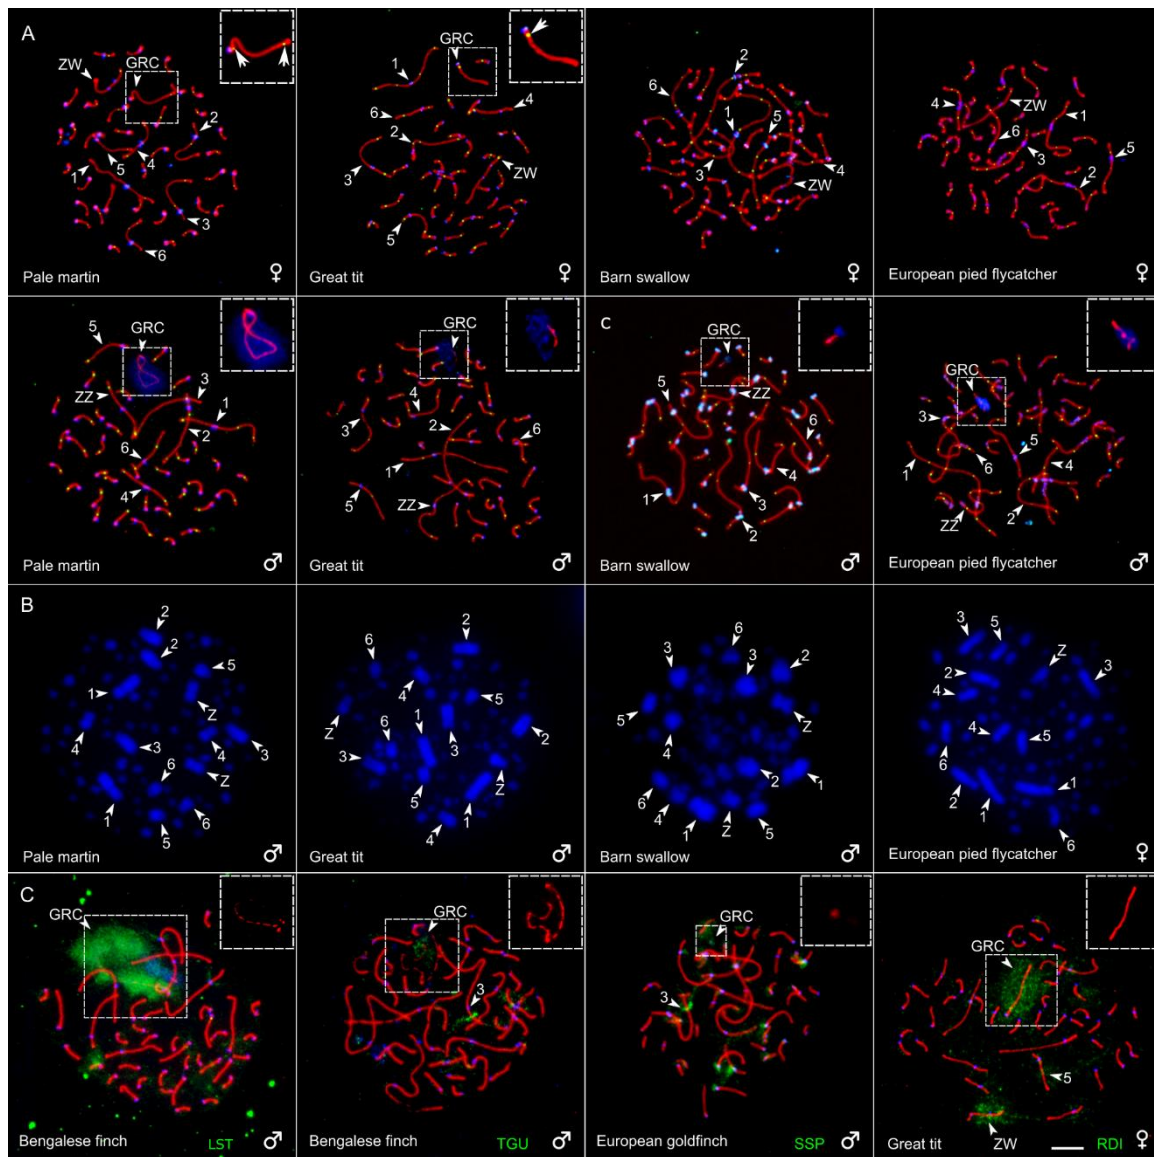 A
ZW
GRC
2
5
4
1
3
6
Pale martin
♀
GRC
1
6
4
2
3
ZW
5
Great tit
♀
2
6
1
5
3
4
ZW
Barn swallow
♀
4
ZW
1
6
3
5
2
European pied flycatcher
♀
5
GRC
ZZ
3
1
2
6
4
Pale martin
♂
GRC
4
3
2
6
1
5
ZZ
Great tit
♂
c
GRC
5
ZZ
6
4
1
3
2
Barn swallow
♂
GRC
3
5
1
6
4
ZZ
2
European pied flycatcher
♂
B
2
2
5
1
Z
4
4
3
3
Z
6
1
6
5
Pale martin
♂
2
6
4
5
1
Z
6
3
2
3
Z
5
1
4
Great tit
♂
6
3
3
2
5
Z
4
2
1
6
4
1
Z
5
Barn swallow
♂
3
5
Z
3
2
4
4
5
6
2
1
1
6
European pied flycatcher
♀
C
GRC
Bengalese finch
LST
♂
GRC
3
Bengalese finch
TGU
♂
GRC
3
European goldfinch
SSP
♂
GRC
5
Great tit
ZW
RDI
♀